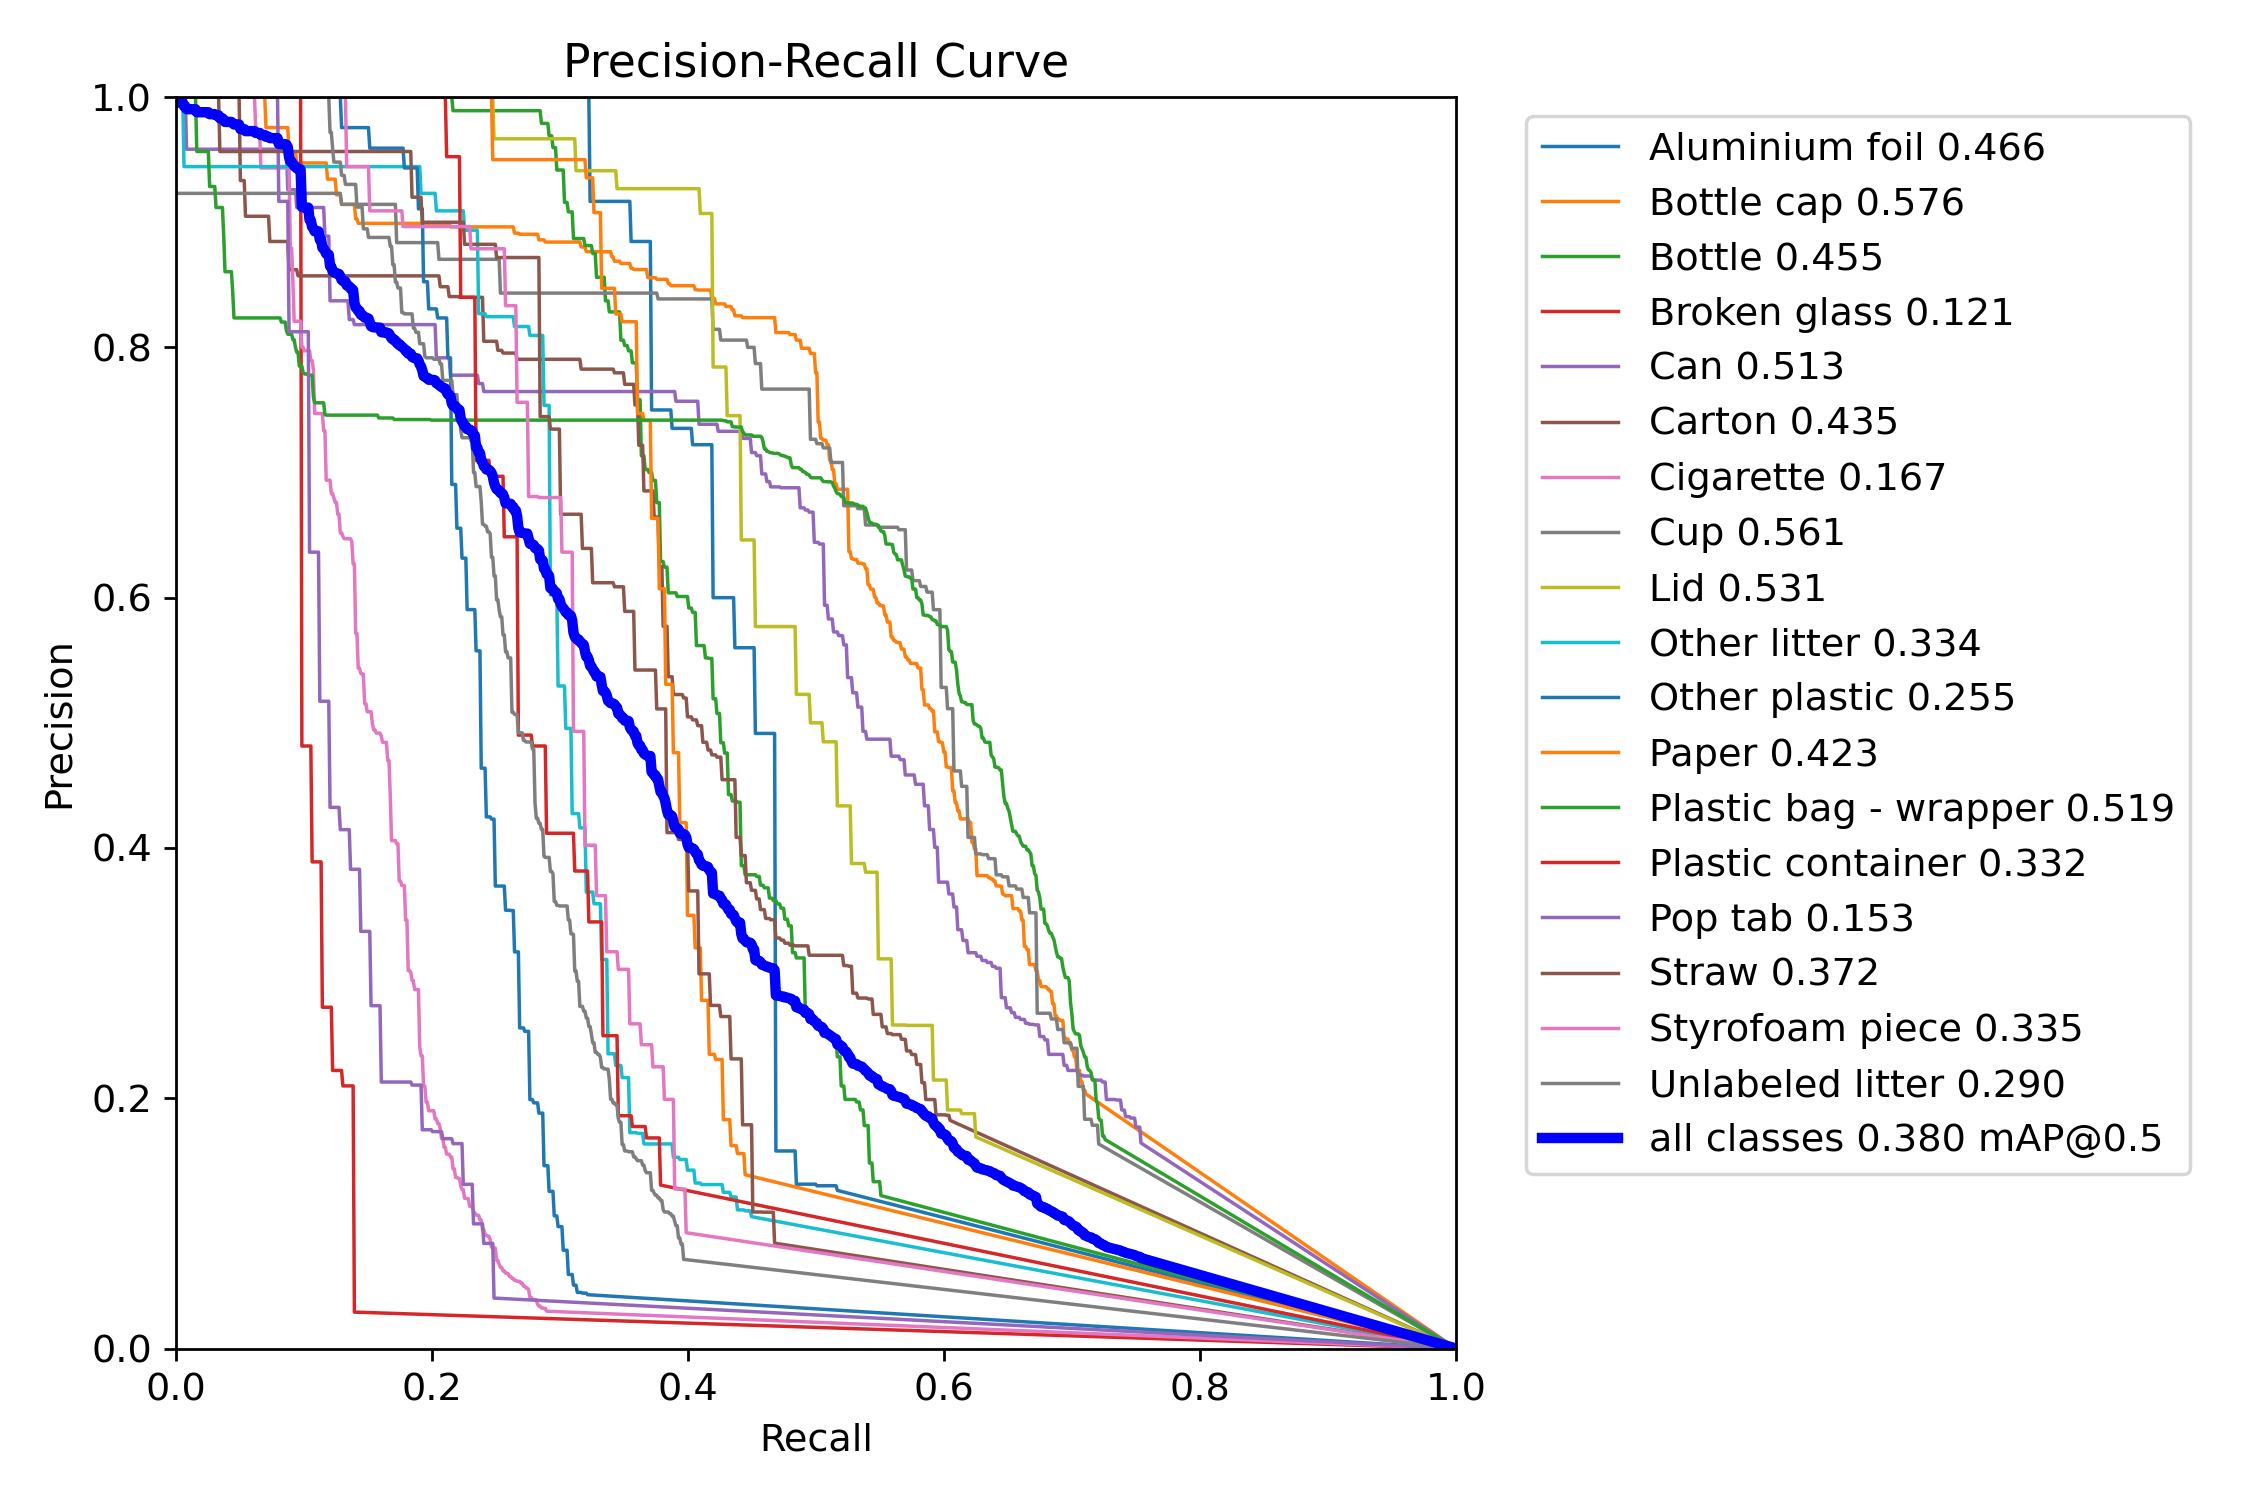 Precision-Recall Curve
1.0
0.8
0.6
0.4
0.2
0.0
Precision
0.0 0.2 0.4 0.6 0.8 1.0
Recall
Aluminium foil 0.466
Bottle cap 0.576
Bottle 0.455
Broken glass 0.121
Can 0.513
Carton 0.435
Cigarette 0.167
Cup 0.561
Lid 0.531
Other litter 0.334
Other plastic 0.255
Paper 0.423
Plastic bag - wrapper 0.519
Plastic container 0.332
Pop tab 0.153
Straw 0.372
Styrofoam piece 0.335
Unlabeled litter 0.290
all classes 0.380 mAP@0.5